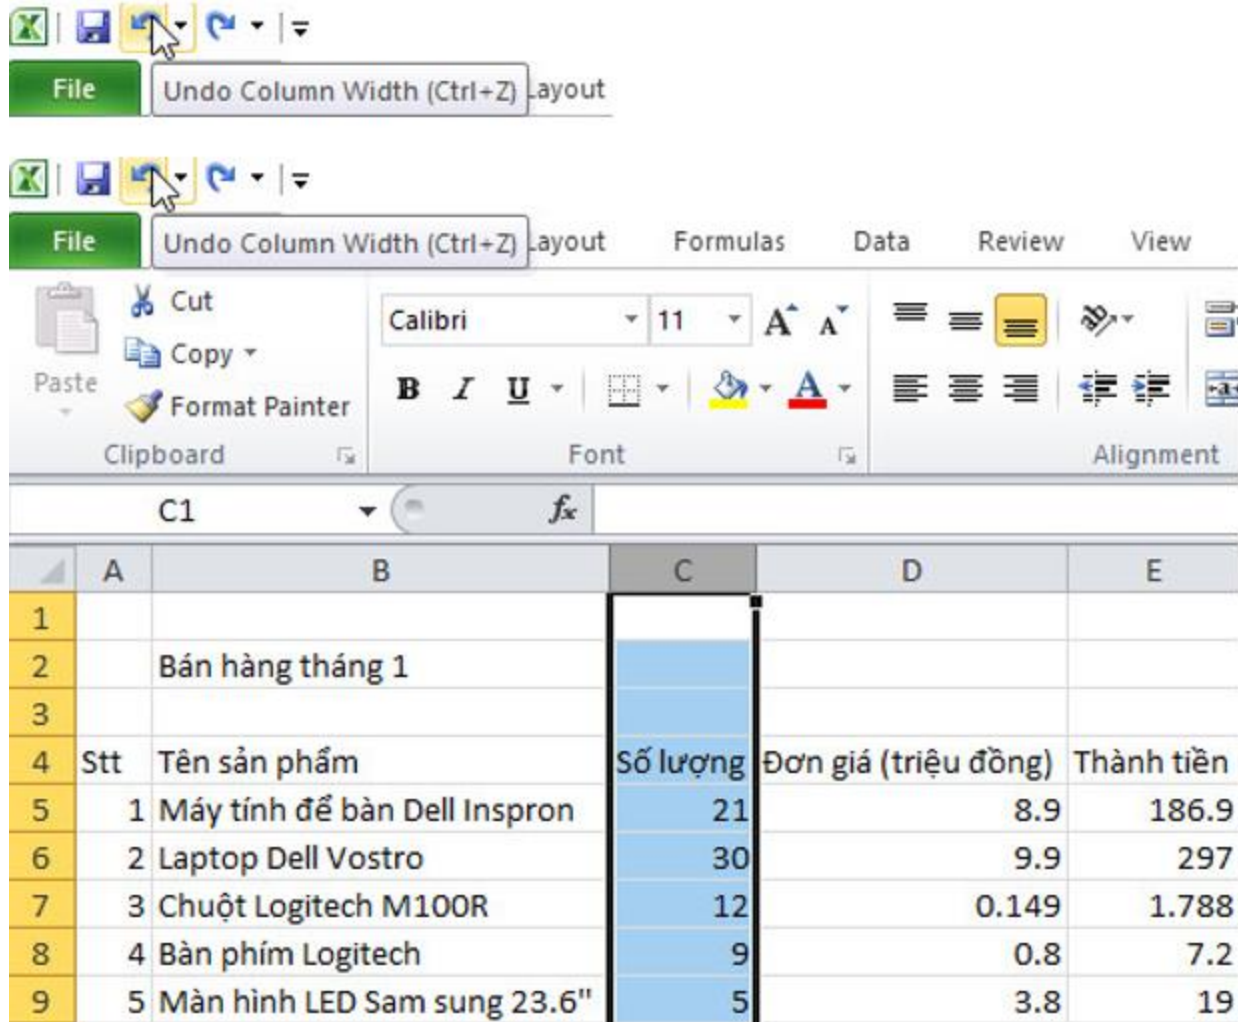 File Undo Column Width (Ctrl+Z) Layout
File Undo Column Width (Ctrl+Z) Layout Formulas Data Review View
Paste
Cut
Copy
Format Painter
Calibri 11 A A
B I U A
Clipboard Font Alignment
C1 fx
A B C D E
1
2 Bán hàng tháng 1
3
4 Stt Tên sản phẩm Số lượng Đơn giá (triệu đồng) Thành tiền
5 1 Máy tính để bàn Dell Inspron 21 8.9 186.9
6 2 Laptop Dell Vostro 30 9.9 297
7 3 Chuột Logitech M100R 12 0.149 1.788
8 4 Bàn phím Logitech 9 0.8 7.2
9 5 Màn hình LED Sam sung 23.6" 5 3.8 19